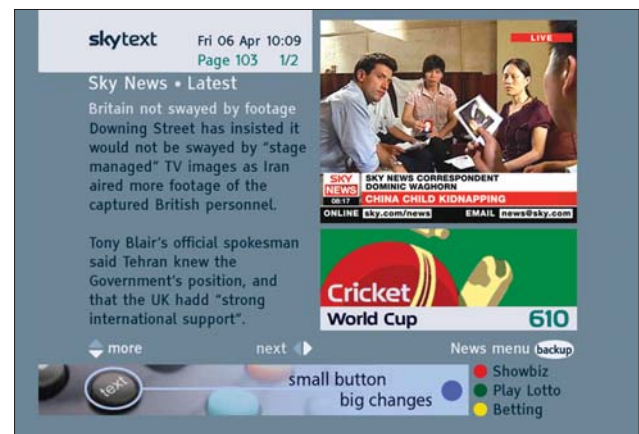 skytext
Fri 06 Apr 10:09
Page 103 1/2
Sky News • Latest
Britain not swayed by footage
Downing Street has insisted it
would not be swayed by "stage
managed" TV images as Iran
aired more footage of the
captured British personnel.
Tony Blair's official spokesman
said Tehran knew the
Government's position, and
that the UK hadd "strong
international support".
more
next
LIVE
SKY NEWS
08:17
SKY NEWS CORRESPONDENT
DOMINIC WAGHORN
CHINA CHILD KIDNAPPING
ONLINE sky.com/news EMAIL news@sky.com
Cricket
World Cup 610
News menu backup
text
small button
big changes
Showbiz
Play Lotto
Betting